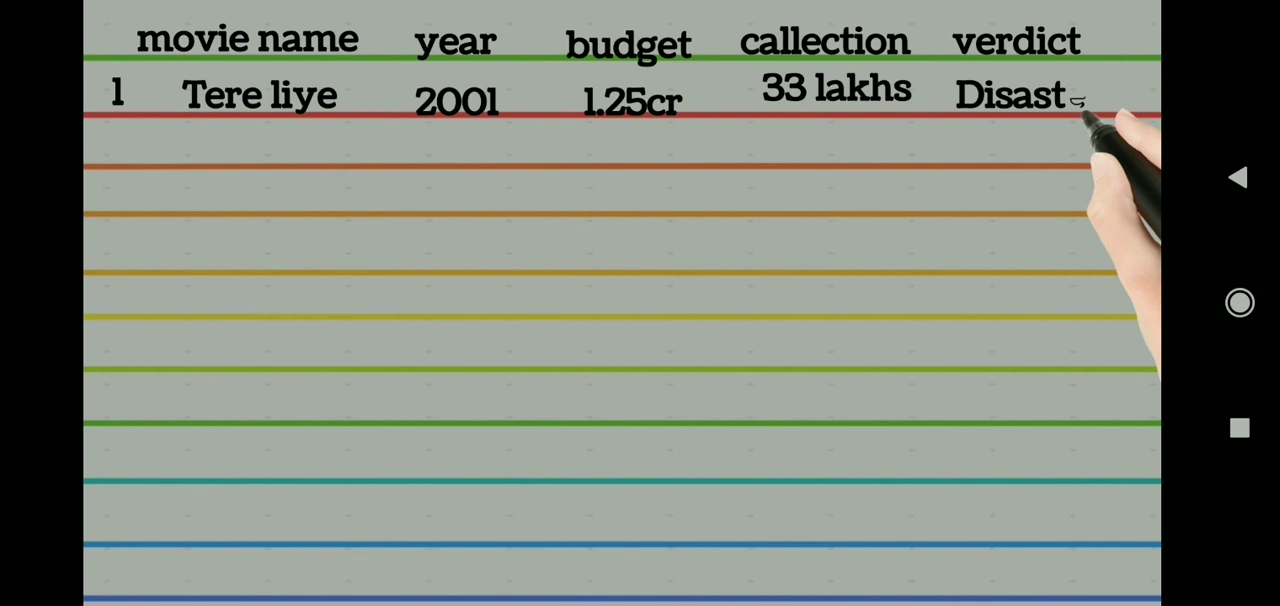 movie name year budget callection verdict
1 Tere liye 2001 1.25cr 33 lakhs Disast